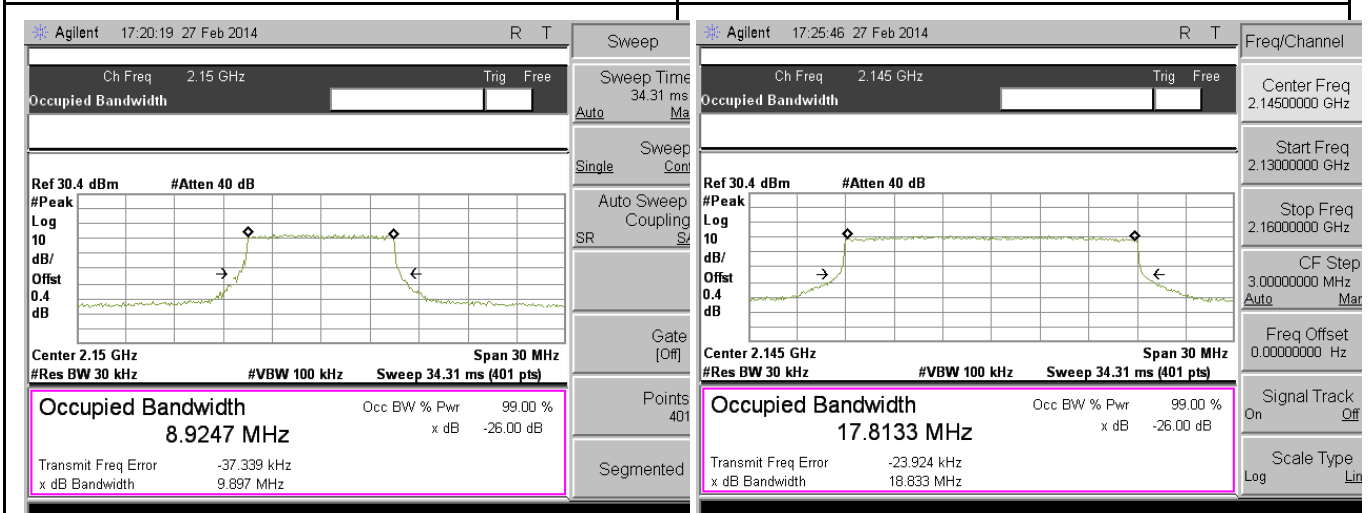 Agilent 17:20:19 27 Feb 2014 R T
Ch Freq 2.15 GHz Trig Free
Occupied Bandwidth
Ref 30.4 dBm #Atten 40 dB
#Peak
Log
10
dB/
Offst
0.4
dB
Center 2.15 GHz Span 30 MHz
#Res BW 30 kHz #VBW 100 kHz Sweep 34.31 ms (401 pts)
Occupied Bandwidth Occ BW % Pwr 99.00 %
8.9247 MHz x dB -26.00 dB
Transmit Freq Error -37.339 kHz
x dB Bandwidth 9.897 MHz
Sweep
Sweep Time
34.31 ms
Auto Ma
Sweep
Single Cont
Auto Sweep
Coupling
SR SA
Gate
[Off]
Points
401
Segmented
Agilent 17:25:46 27 Feb 2014 R T
Ch Freq 2.145 GHz Trig Free
Occupied Bandwidth
Ref 30.4 dBm #Atten 40 dB
#Peak
Log
10
dB/
Offst
0.4
dB
Center 2.145 GHz Span 30 MHz
#Res BW 30 kHz #VBW 100 kHz Sweep 34.31 ms (401 pts)
Occupied Bandwidth Occ BW % Pwr 99.00 %
17.8133 MHz x dB -26.00 dB
Transmit Freq Error -23.924 kHz
x dB Bandwidth 18.833 MHz
Freq/Channel
Center Freq
2.14500000 GHz
Start Freq
2.13000000 GHz
Stop Freq
2.16000000 GHz
CF Step
3.00000000 MHz
Auto Man
Freq Offset
0.00000000 Hz
Signal Track
On Off
Scale Type
Log Lin